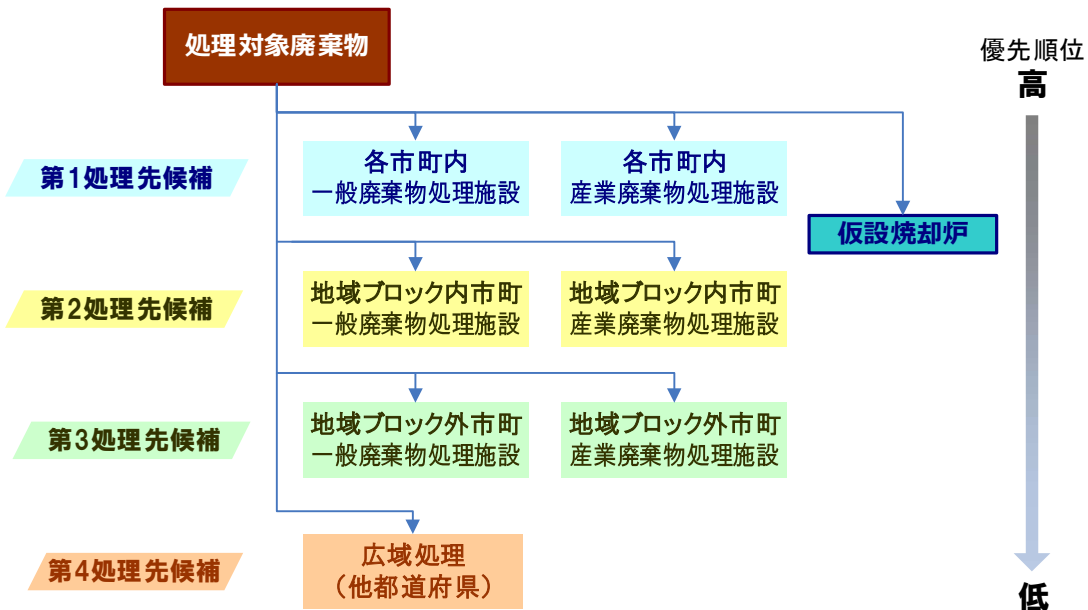 処理対象廃棄物
優先順位
高
第1処理先候補
各市町内
一般廃棄物処理施設
各市町内
産業廃棄物処理施設
仮設焼却炉
第2処理先候補
地域ブロック内市町
一般廃棄物処理施設
地域ブロック内市町
産業廃棄物処理施設
第3処理先候補
地域ブロック外市町
一般廃棄物処理施設
地域ブロック外市町
産業廃棄物処理施設
第4処理先候補
広域処理
（他都道府県）
低